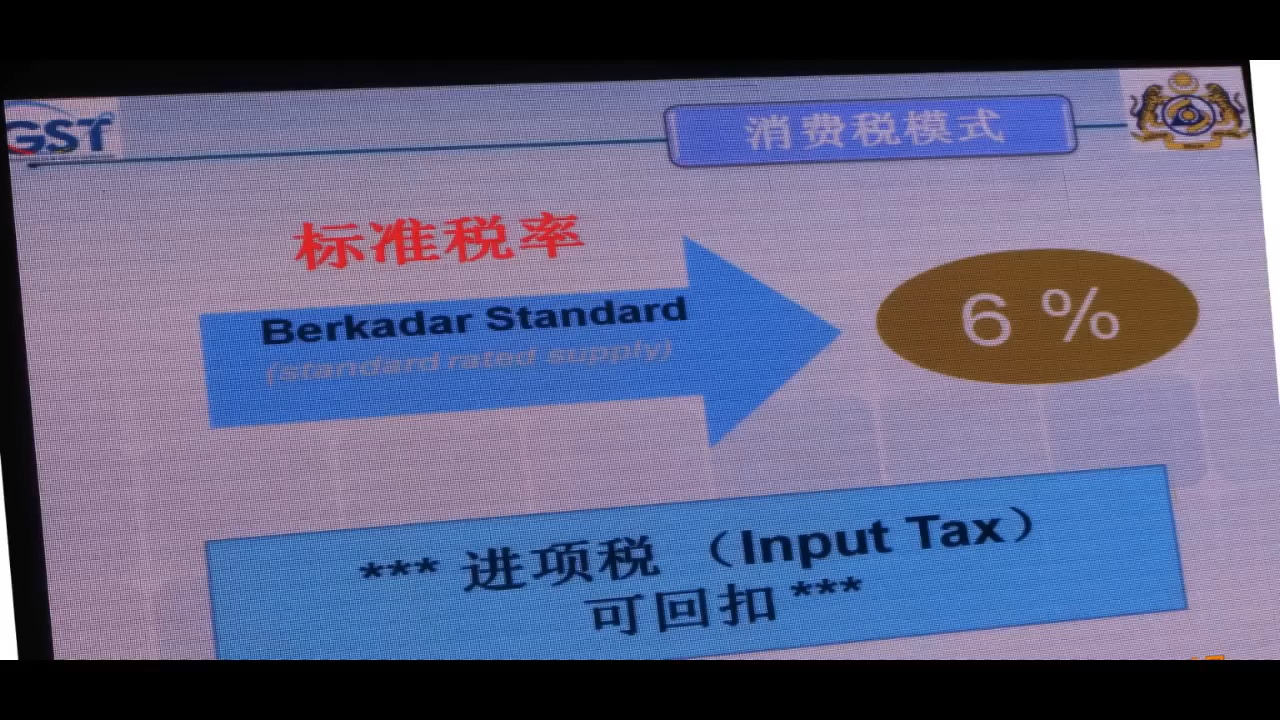 GST
消费税模式
标准税率
Berkadar Standard
(standard rated supply)
6 %
*** 进项税 （Input Tax）
可回扣 ***